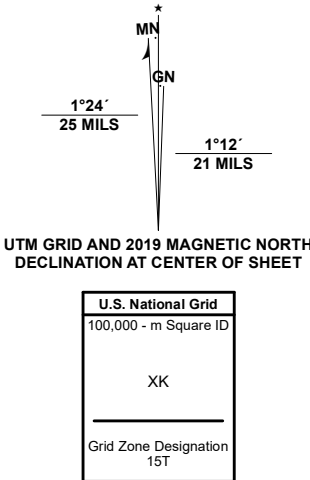 ★
MN
GN
1°24´
25 MILS
1°12´
21 MILS
UTM GRID AND 2019 MAGNETIC NORTH
DECLINATION AT CENTER OF SHEET
U.S. National Grid
100,000 - m Square ID
XK
Grid Zone Designation
15T